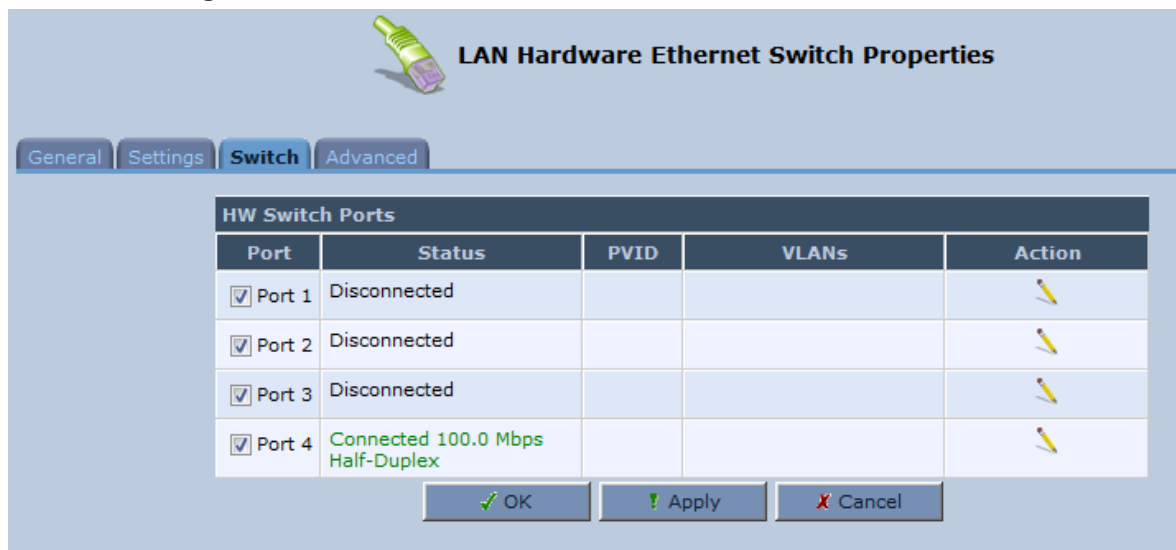 LAN Hardware Ethernet Switch Properties
General Settings Switch Advanced
HW Switch Ports
Port Status PVID VLANs Action
Port 1 Disconnected
Port 2 Disconnected
Port 3 Disconnected
Port 4 Connected 100.0 Mbps
Half-Duplex
OK Apply Cancel